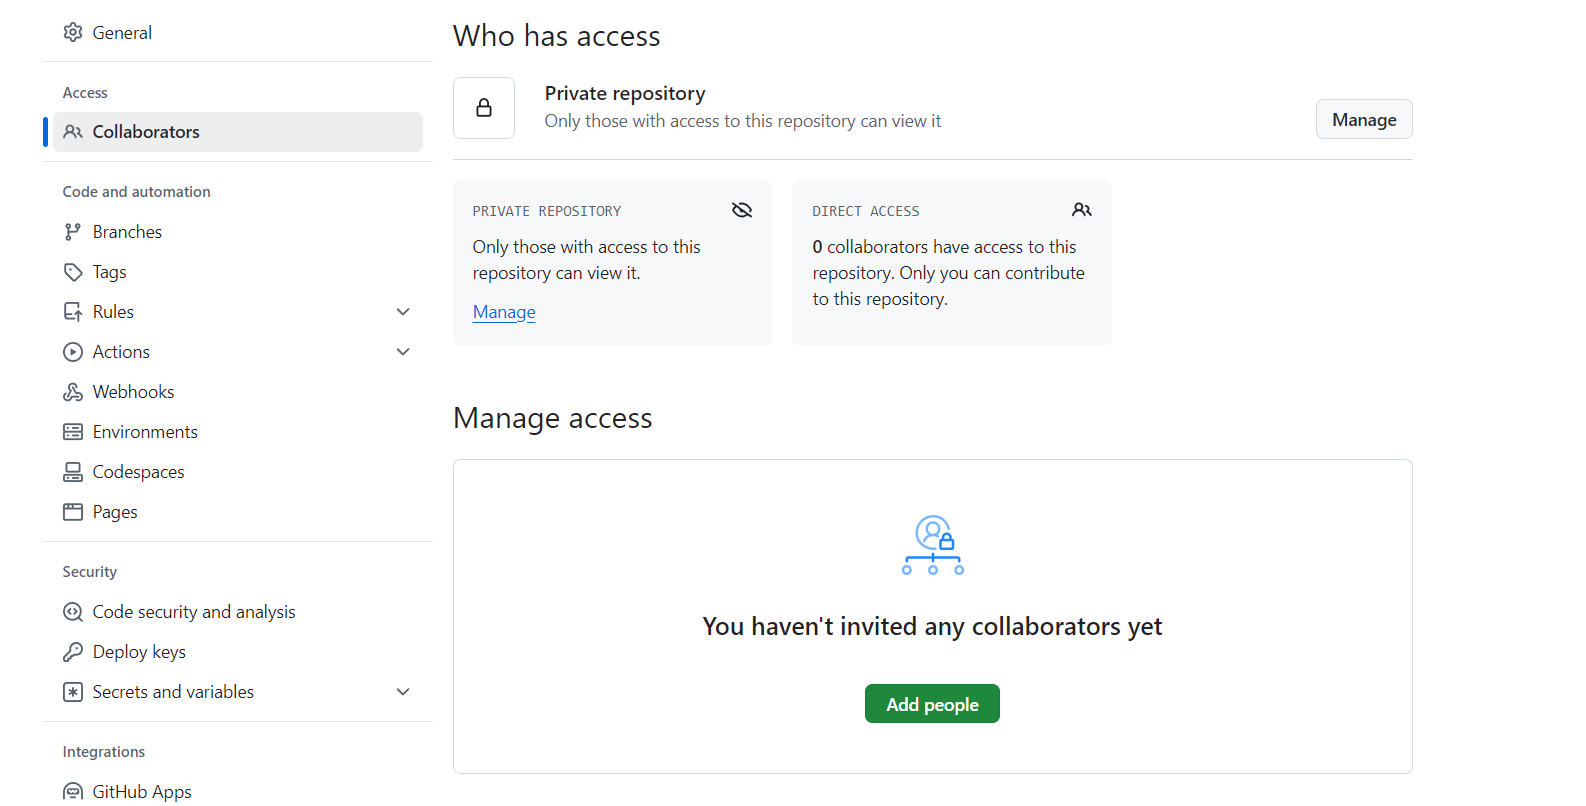 General
Access
Collaborators
Code and automation
Branches
Tags
Rules
Actions
Webhooks
Environments
Codespaces
Pages
Security
Code security and analysis
Deploy keys
Secrets and variables
Integrations
GitHub Apps
Who has access
Private repository
Only those with access to this repository can view it
Manage
PRIVATE REPOSITORY
Only those with access to this
repository can view it.
Manage
DIRECT ACCESS
0 collaborators have access to this
repository. Only you can contribute
to this repository.
Manage access
You haven't invited any collaborators yet
Add people